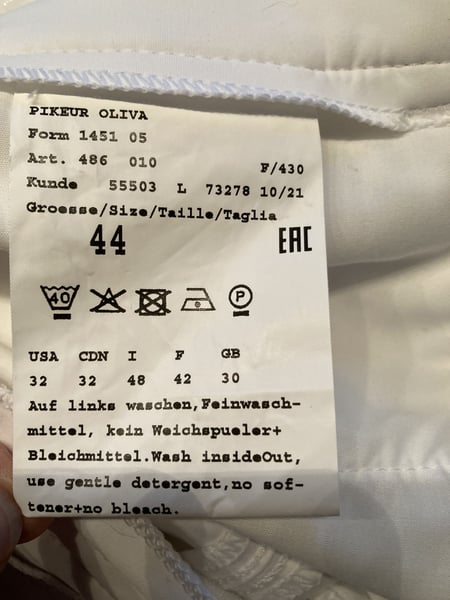 PIKEUR OLIVA
Form 1451 05
Art. 486 010
F/430
Kunde 55503 L 73278 10/21
Groesse/Size/Taille/Taglia
44
EAC
40
P
USA CDN I F GB
32 32 48 42 30
Auf links waschen,Feinwasch-
mittel, kein Weichspueler+
Bleichmittel.Wash insideOut,
use gentle detergent,no sof-
tener+no bleach.